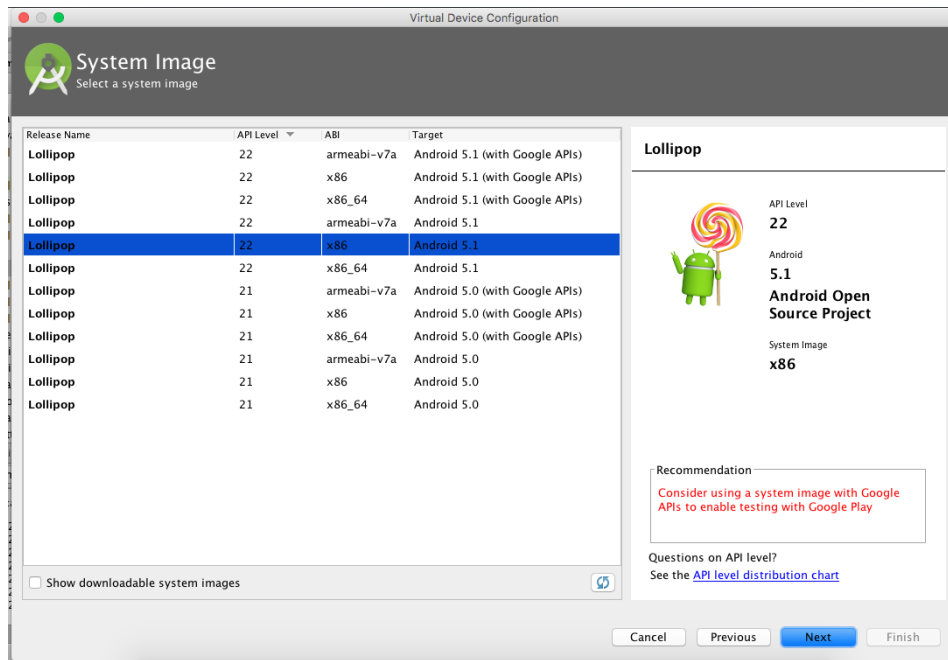 Virtual Device Configuration
System Image
Select a system image
Release Name API Level ABI Target
Lollipop 22 armeabi-v7a Android 5.1 (with Google APIs)
Lollipop 22 x86 Android 5.1 (with Google APIs)
Lollipop 22 x86_64 Android 5.1 (with Google APIs)
Lollipop 22 armeabi-v7a Android 5.1
Lollipop 22 x86 Android 5.1
Lollipop 22 x86_64 Android 5.1
Lollipop 21 armeabi-v7a Android 5.0 (with Google APIs)
Lollipop 21 x86 Android 5.0 (with Google APIs)
Lollipop 21 x86_64 Android 5.0 (with Google APIs)
Lollipop 21 armeabi-v7a Android 5.0
Lollipop 21 x86 Android 5.0
Lollipop 21 x86_64 Android 5.0
Show downloadable system images
Lollipop
API Level
22
Android
5.1
Android Open
Source Project
System Image
x86
Recommendation
Consider using a system image with Google
APIs to enable testing with Google Play
Questions on API level?
See the API level distribution chart
Cancel Previous Next Finish